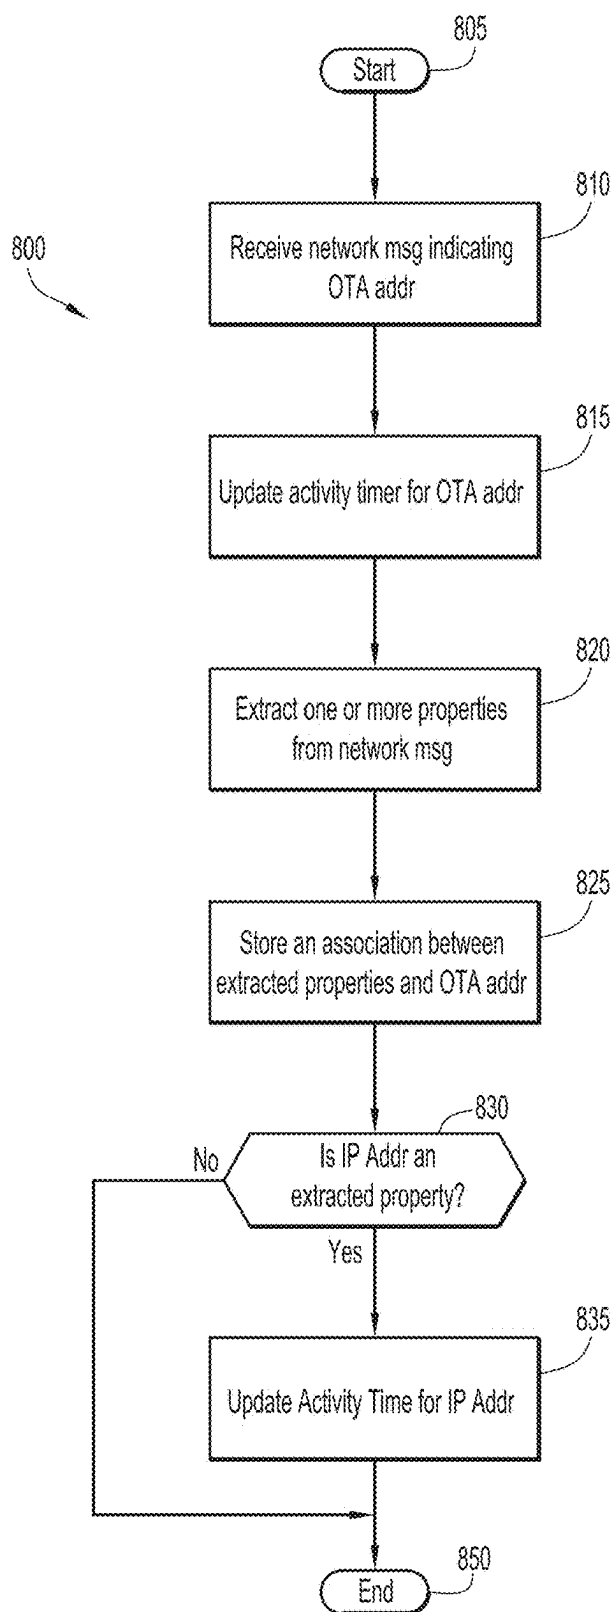 805
Start
810
800
Receive network msg indicating
OTA addr
815
Update activity timer for OTA addr
820
Extract one or more properties
from network msg
825
Store an association between
extracted properties and OTA addr
830
No
Is IP Addr an
extracted property?
Yes
835
Update Activity Time for IP Addr
850
End